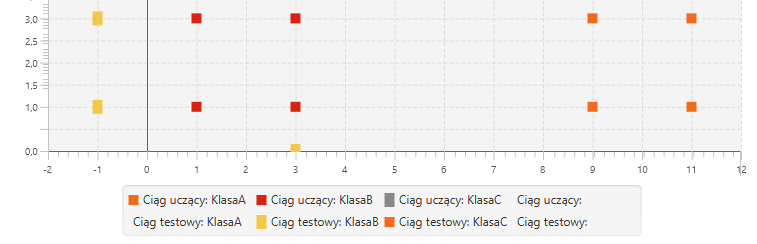 3,0
2,5
2,0
1,5
1,0
0,0
-2 -1 0 1 2 3 4 5 6 7 8 9 10 11 12
Ciąg uczący: KlasaA Ciąg uczący: KlasaB Ciąg uczący: KlasaC Ciąg uczący:
Ciąg testowy: KlasaA Ciąg testowy: KlasaB Ciąg testowy: KlasaC Ciąg testowy: